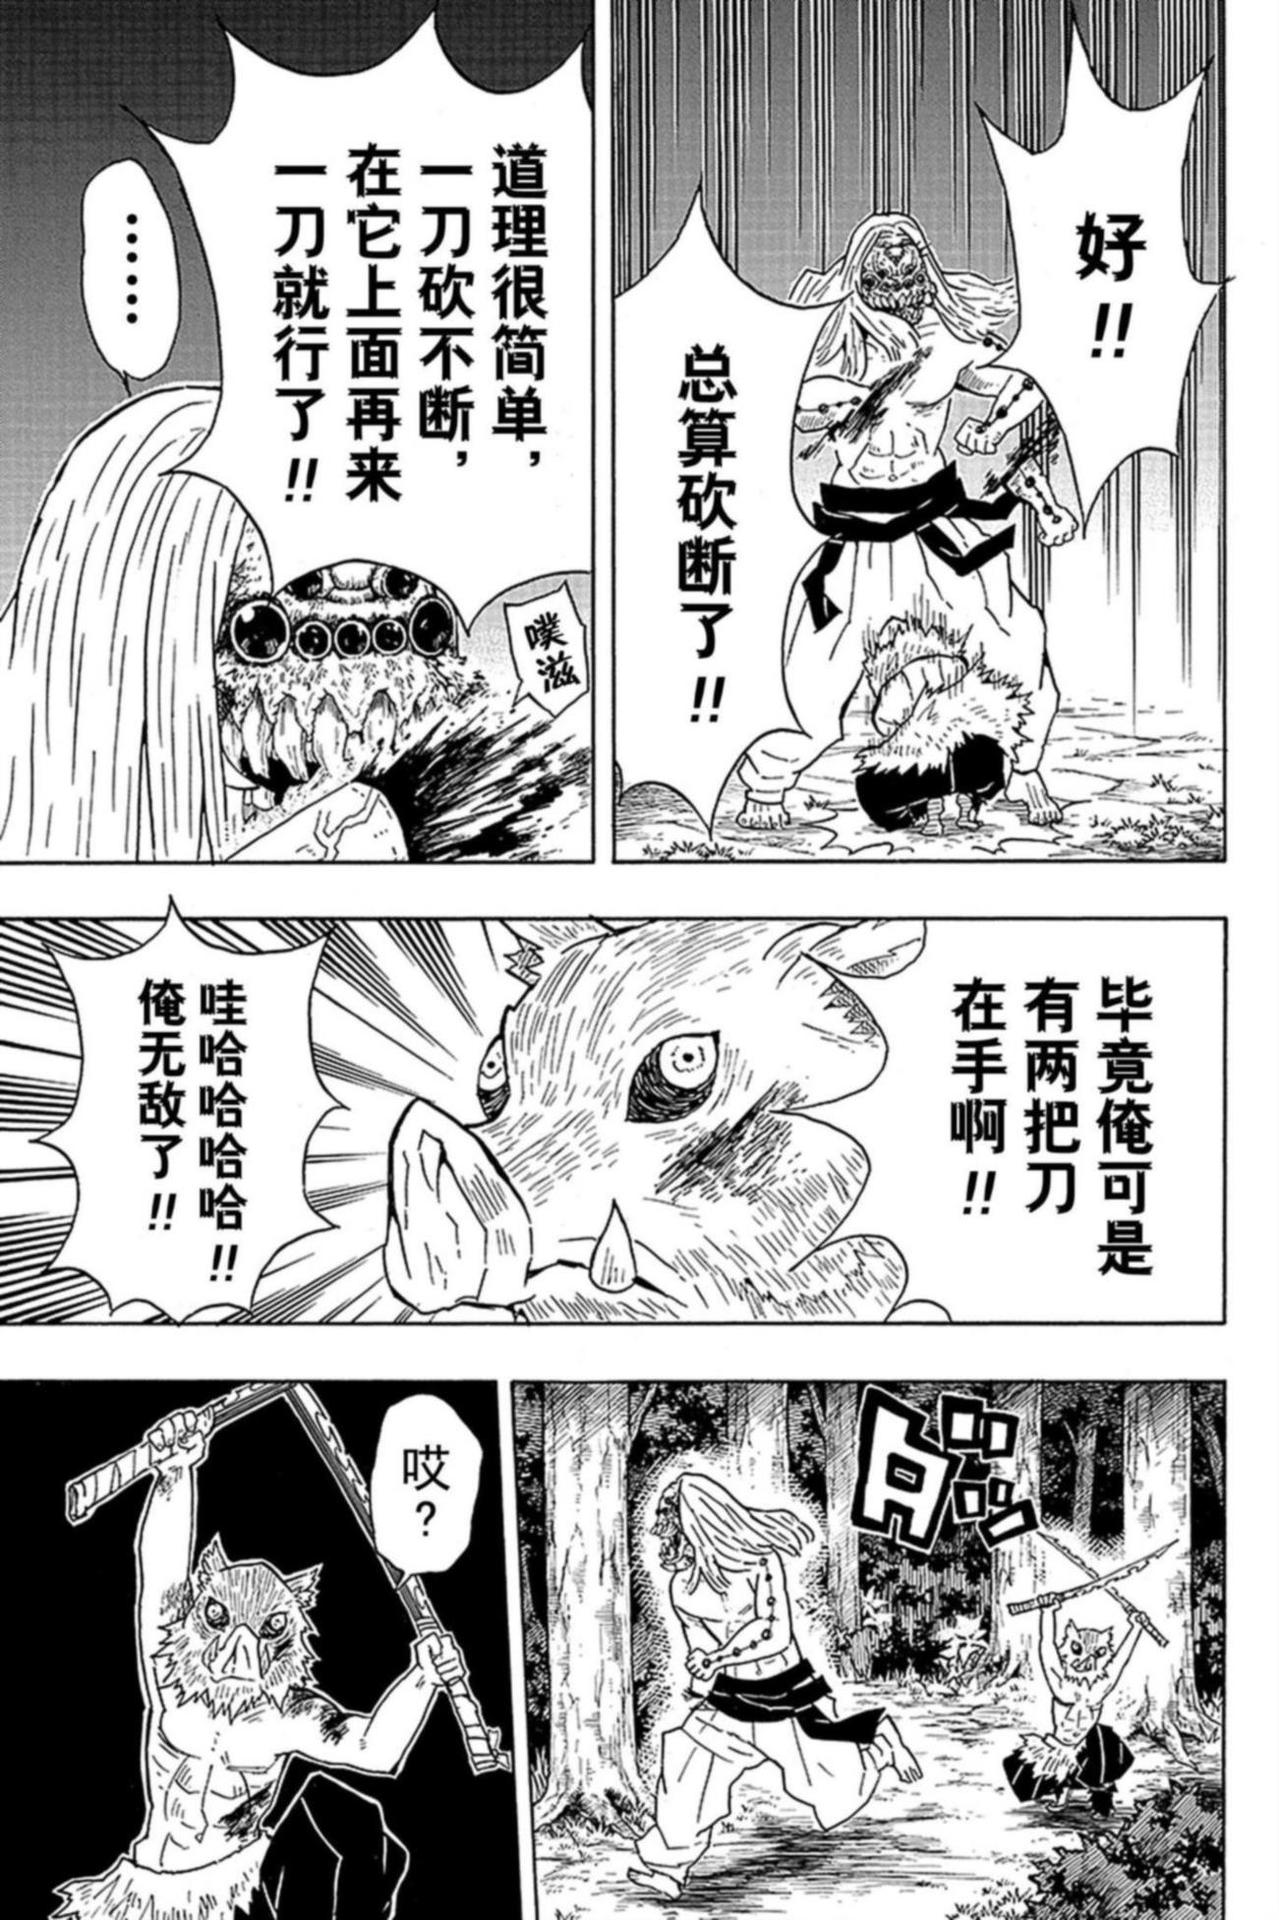 好!!
总算砍断了!!
道理很简单，
一刀砍不断，
在它上面再来
一刀就行了!!
噗滋
………
毕竟俺可是
有两把刀
在手啊!!
哇哈哈哈哈!!
俺无敌了!!
哎?